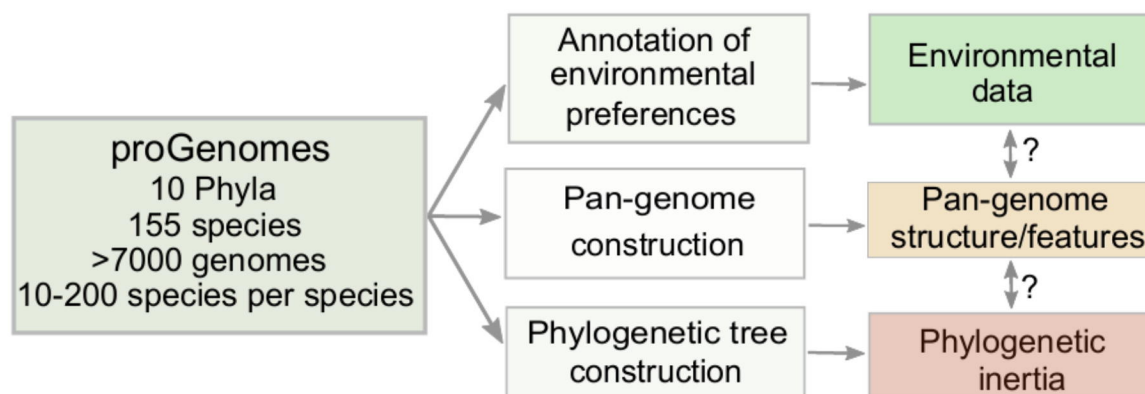 proGenomes
10 Phyla
155 species
>7000 genomes
10-200 species per species
Annotation of
environmental
preferences
Pan-genome
construction
Phylogenetic tree
construction
Environmental
data
?
Pan-genome
structure/features
?
Phylogenetic
inertia